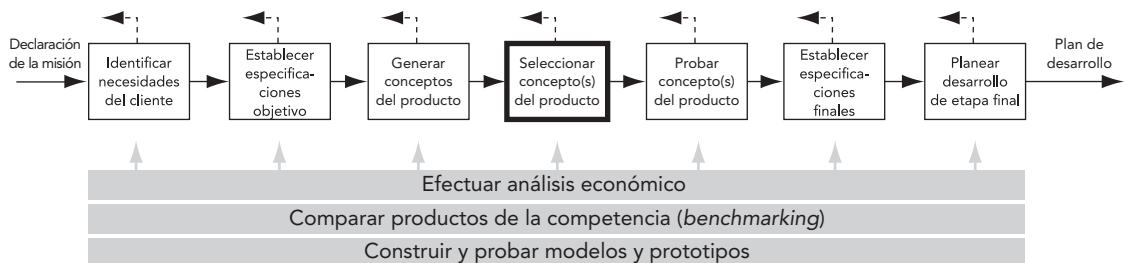 Declaración
de la misión
Identificar
necesidades
del cliente
Establecer
especifica-
ciones
objetivo
Generar
conceptos
del producto
Seleccionar
concepto(s)
del producto
Probar
concepto(s)
del producto
Establecer
especifica-
ciones
finales
Planear
desarrollo
de etapa final
Plan de
desarrollo
Efectuar análisis económico
Comparar productos de la competencia (benchmarking)
Construir y probar modelos y prototipos